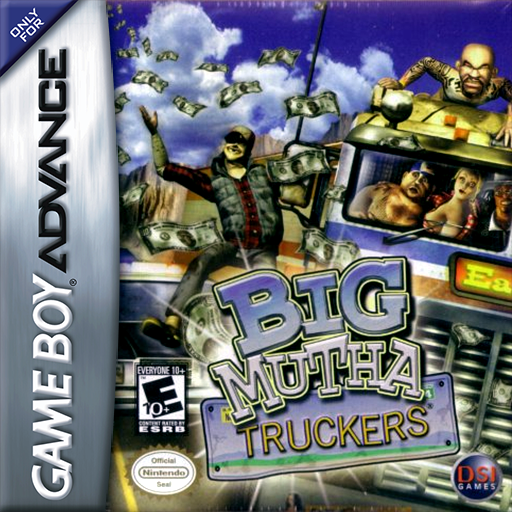 ONLY
FOR
GAME BOY ADVANCE
BIG
MUTHA
TRUCKERS
EVERYONE 10+
E
10+
CONTENT RATED BY
ESRB
Official
Nintendo
Seal
Ea
DSI
GAMES